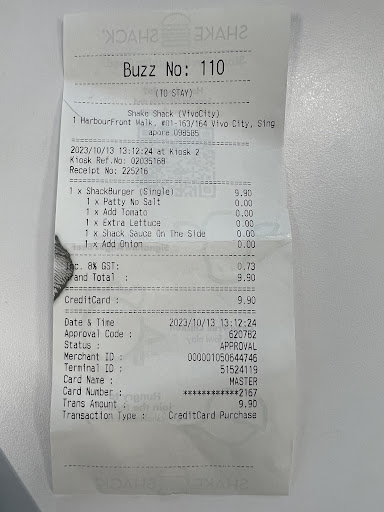 Buzz No: 110
(TO STAY)
Shake Shack (VivoCity)
1 HarbourFront Walk, #01-163/164 Vivo City, Sing
apore 098585
2023/10/13 13:12:24 at Kiosk 2
Kiosk Ref.No: 02035168
Receipt No: 225216
1 x ShackBurger (Single) 9.90
1 x Patty No Salt 0.00
1 x Add Tomato 0.00
1 x Extra Lettuce 0.00
1 x Shack Sauce On The Side 0.00
1 x Add Onion 0.00
nc. 8% GST: 0.73
and Total : 9.90
CreditCard : 9.90
Date & Time 2023/10/13 13:12:24
Approval Code : 620762
Status : APPROVAL
Merchant ID : 000001050644746
Terminal ID : 51524119
Card Name : MASTER
Card Number : ************2167
Trans Amount : 9.90
Transaction Type : CreditCard Purchase